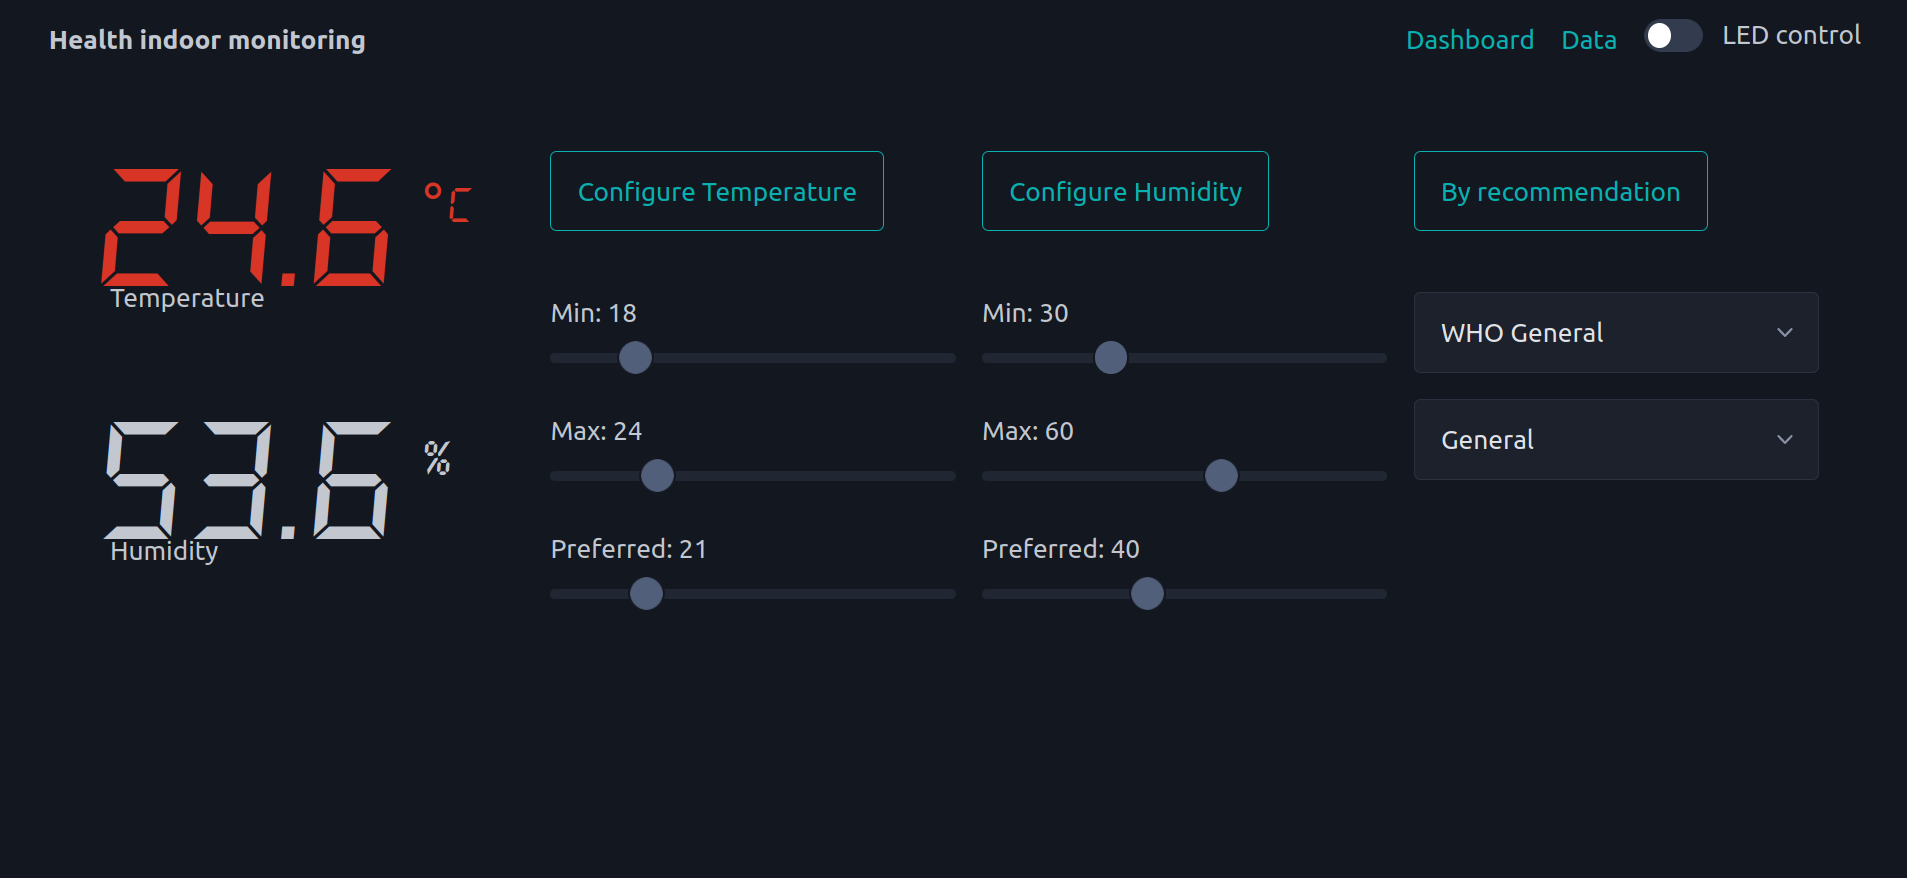 Health indoor monitoring
Dashboard Data LED control
24.6 °C
Temperature
53.6 %
Humidity
Configure Temperature
Min: 18
Max: 24
Preferred: 21
Configure Humidity
Min: 30
Max: 60
Preferred: 40
By recommendation
WHO General
General